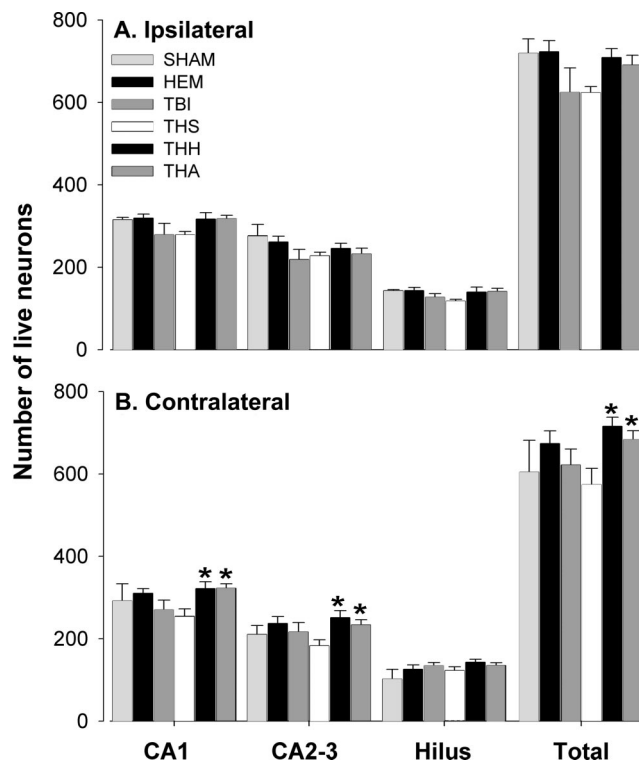 A. Ipsilateral
SHAM
HEM
TBI
THS
THH
THA
800
600
400
200
0
Number of live neurons
B. Contralateral
800
600
400
200
0
* *
* *
* *
CA1 CA2-3 Hilus Total